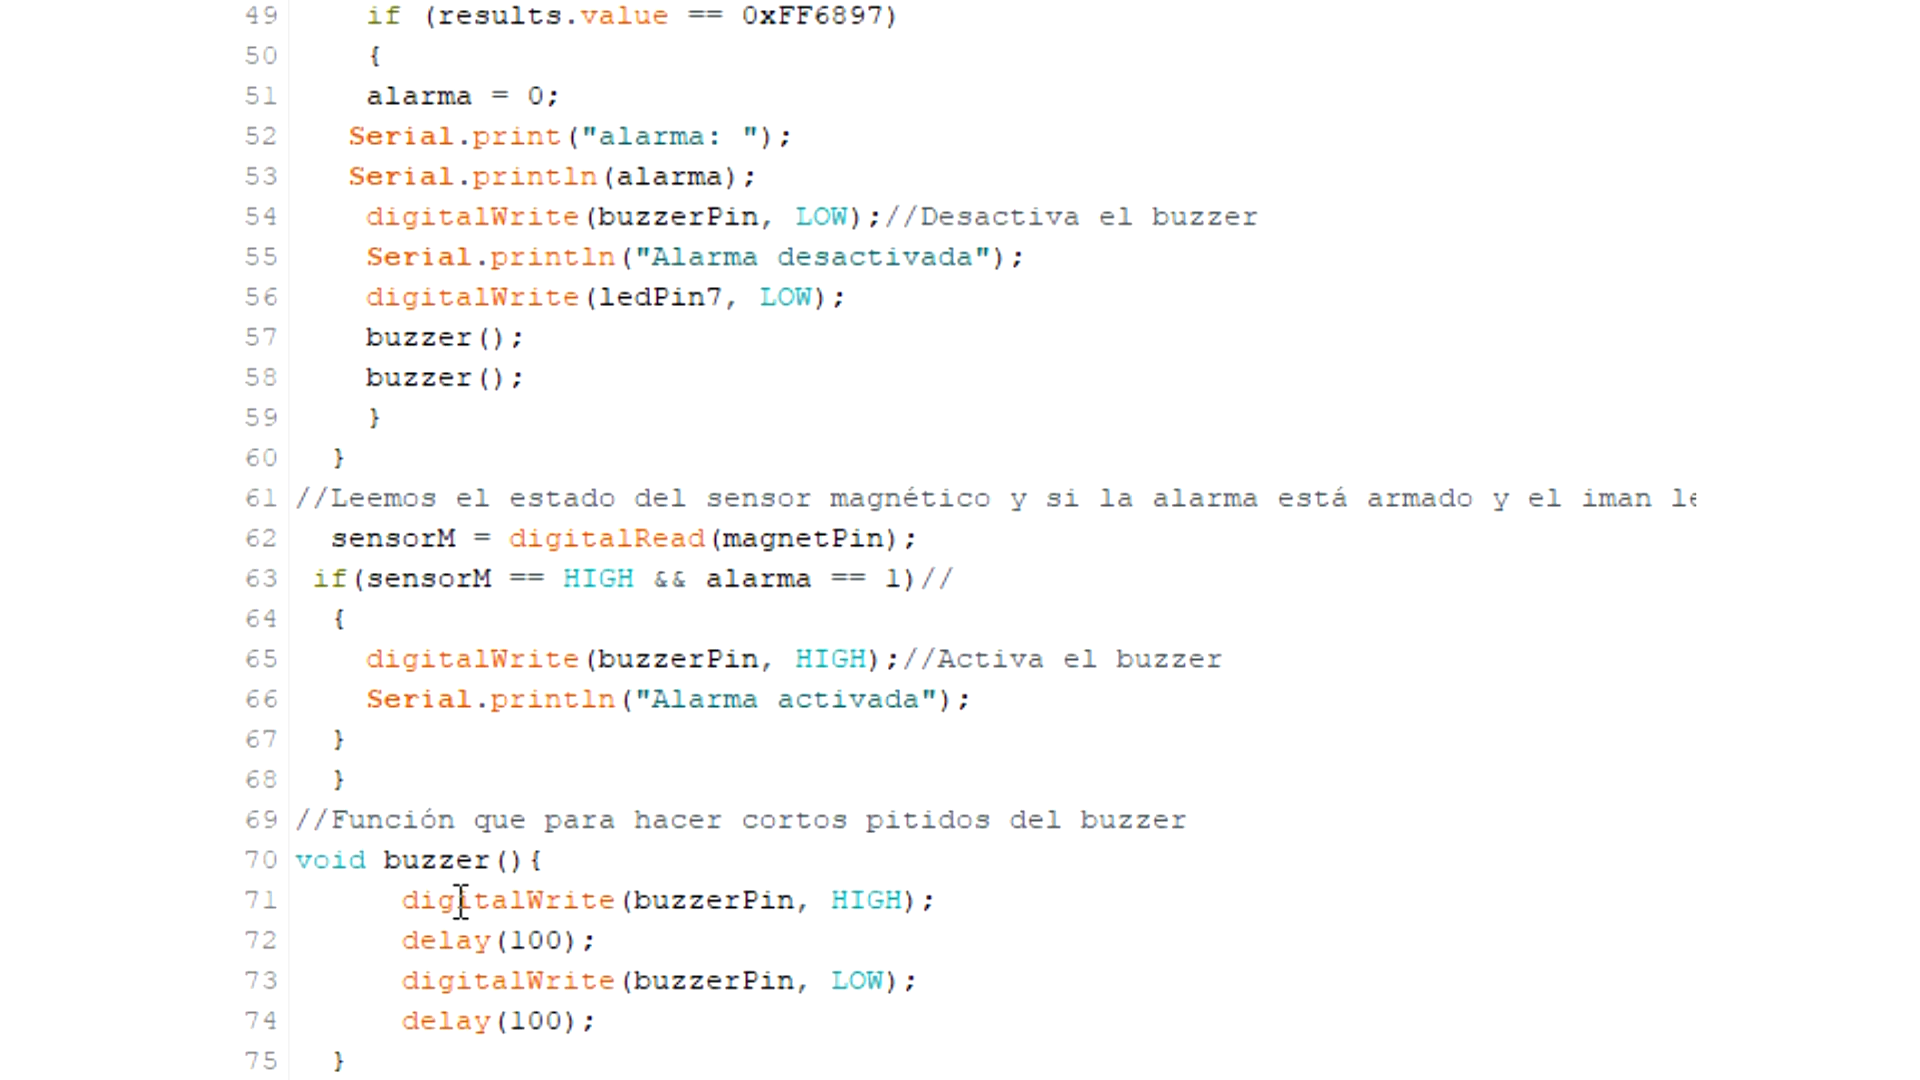 49 if (results.value == 0xFF6897)
50 {
51 alarma = 0;
52 Serial.print("alarma: ");
53 Serial.println(alarma);
54 digitalWrite(buzzerPin, LOW);//Desactiva el buzzer
55 Serial.println("Alarma desactivada");
56 digitalWrite(ledPin7, LOW);
57 buzzer();
58 buzzer();
59 }
60 }
61 //Leemos el estado del sensor magnético y si la alarma está armado y el iman
62 sensorM = digitalRead(magnetPin);
63 if(sensorM == HIGH && alarma == 1)//
64 {
65 digitalWrite(buzzerPin, HIGH);//Activa el buzzer
66 Serial.println("Alarma activada");
67 }
68 }
69 //Función que para hacer cortos pitidos del buzzer
70 void buzzer(){
71 digitalWrite(buzzerPin, HIGH);
72 delay(100);
73 digitalWrite(buzzerPin, LOW);
74 delay(100);
75 }